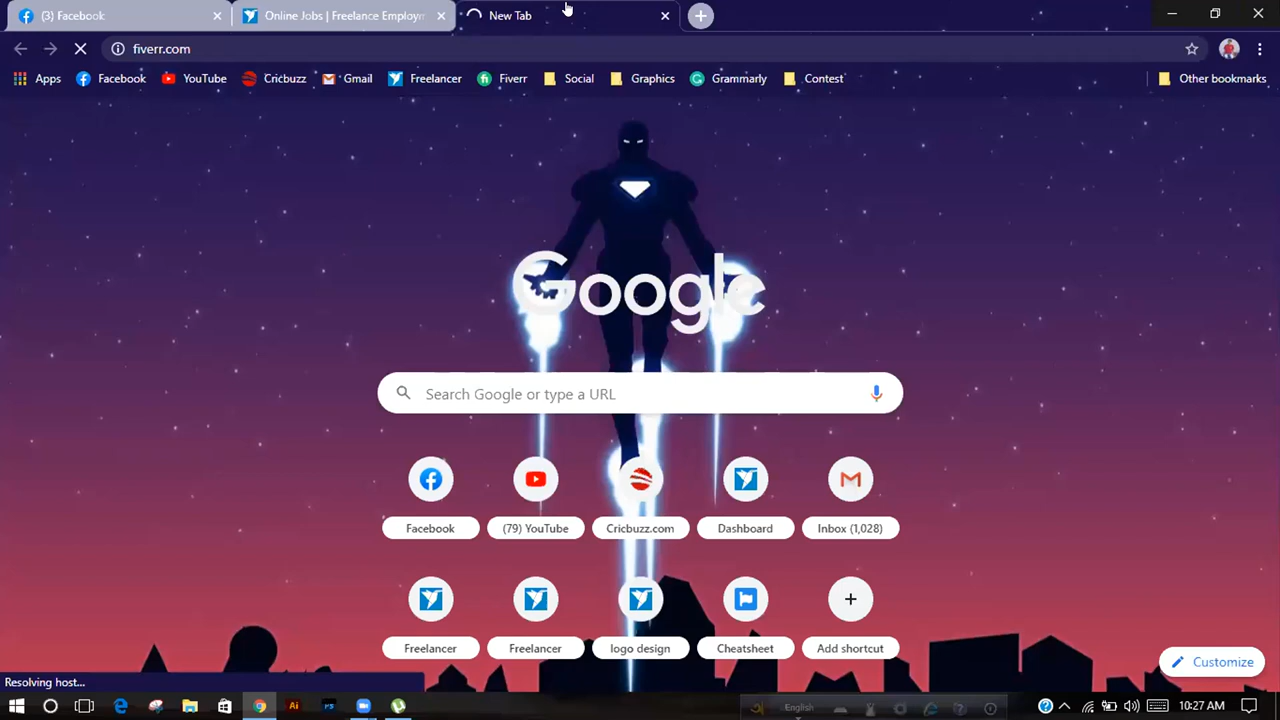 (3) Facebook
Online Jobs | Freelance Employm
New Tab
fiverr.com
Apps Facebook YouTube Cricbuzz Gmail Freelancer Fiverr Social Graphics Grammarly Contest Other bookmarks
Google
Search Google or type a URL
Facebook (79) YouTube Cricbuzz.com Dashboard Inbox (1,028)
Freelancer Freelancer logo design Cheatsheet Add shortcut
Customize
Resolving host...
English
10:27 AM